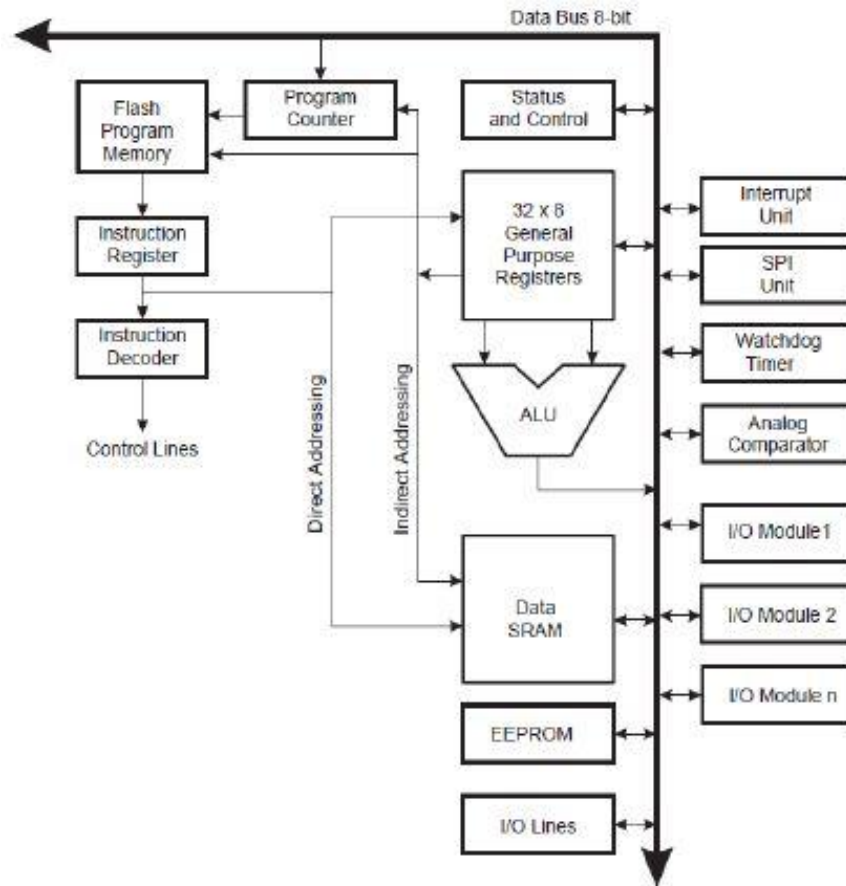 Data Bus 8-bit
Flash
Program
Memory
Program
Counter
Status
and Control
32 x 8
General
Purpose
Registrers
Interrupt
Unit
Instruction
Register
SPI
Unit
Instruction
Decoder
Watchdog
Timer
ALU
Analog
Comparator
Control Lines
Direct Addressing
Indirect Addressing
I/O Module1
Data
SRAM
I/O Module 2
I/O Module n
EEPROM
I/O Lines